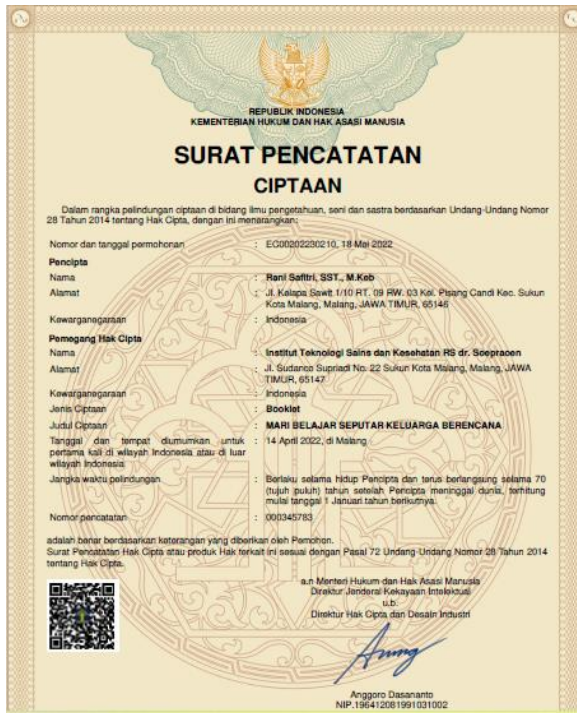 REPUBLIK INDONESIA
KEMENTERIAN HUKUM DAN HAK ASASI MANUSIA
SURAT PENCATATAN
CIPTAAN
Dalam rangka pelindungan ciptaan di bidang ilmu pengetahuan, seni dan sastra berdasarkan Undang-Undang Nomor
28 Tahun 2014 tentang Hak Cipta, dengan ini menerangkan:
Nomor dan tanggal permohonan : EC00202230210, 18 Mei 2022
Pencipta
Nama : Rani Safitri, SST., M.Keb
Alamat : Jl. Kalapa Sawit 1/10 RT. 09 RW. 03 Kel. Pisang Candi Kec. Sukun
Kota Malang, Malang, JAWA TIMUR, 65146
Kewarganegaraan : Indonesia
Pemegang Hak Cipta
Nama : Institut Teknologi Sains dan Kesehatan RS dr. Soepraoen
Alamat : Jl. Sudanco Supriadi No. 22 Sukun Kota Malang, Malang, JAWA
TIMUR, 65147
Kewarganegaraan : Indonesia
Jenis Ciptaan : Booklet
Judul Ciptaan : MARI BELAJAR SEPUTAR KELUARGA BERENCANA
Tanggal dan tempat diumumkan untuk : 14 April 2022, di Malang
pertama kali di wilayah Indonesia atau di luar
wilayah Indonesia
Jangka waktu pelindungan : Berlaku selama hidup Pencipta dan terus berlangsung selama 70
(tujuh puluh) tahun setelah Pencipta meninggal dunia, terhitung
mulai tanggal 1 Januari tahun berikutnya.
Nomor pencatatan : 000345783
adalah benar berdasarkan keterangan yang diberikan oleh Pemohon.
Surat Pencatatan Hak Cipta atau produk Hak terkait ini sesuai dengan Pasal 72 Undang-Undang Nomor 28 Tahun 2014
tentang Hak Cipta.
a.n Menteri Hukum dan Hak Asasi Manusia
Direktur Jenderal Kekayaan Intelektual
u.b.
Direktur Hak Cipta dan Desain Industri
Anggoro Dasananto
NIP.196412081991031002